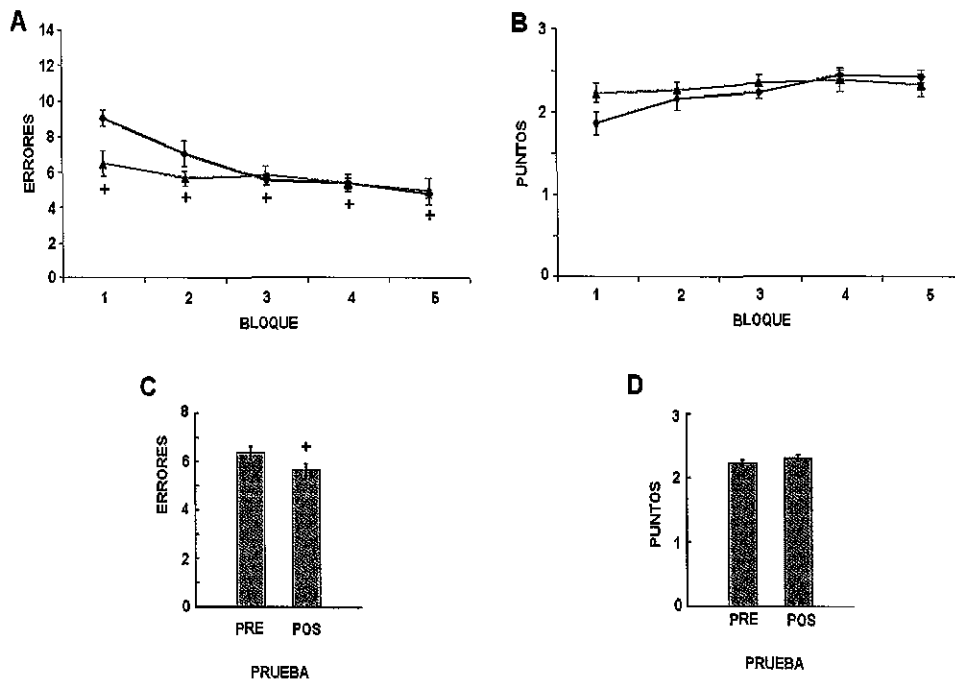 A
14
12
10
8
6
4
2
0
ERRORES
+ + + + +
1 2 3 4 5
BLOQUE
B
3
2
1
0
PUNTOS
1 2 3 4 5
BLOQUE
C
8
6
4
2
0
ERRORES
+
PRE POS
PRUEBA
D
3
2
1
0
PUNTOS
PRE POS
PRUEBA